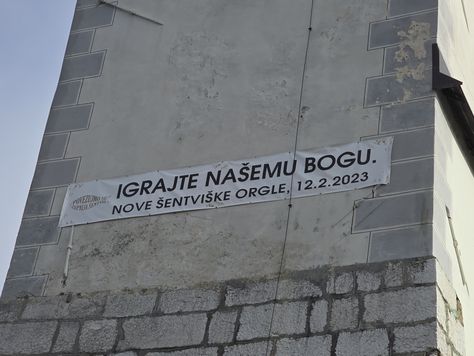 IGRAJTE NAŠEMU BOGU.
NOVE ŠENTVIŠKE ORGLE, 12.2.2023